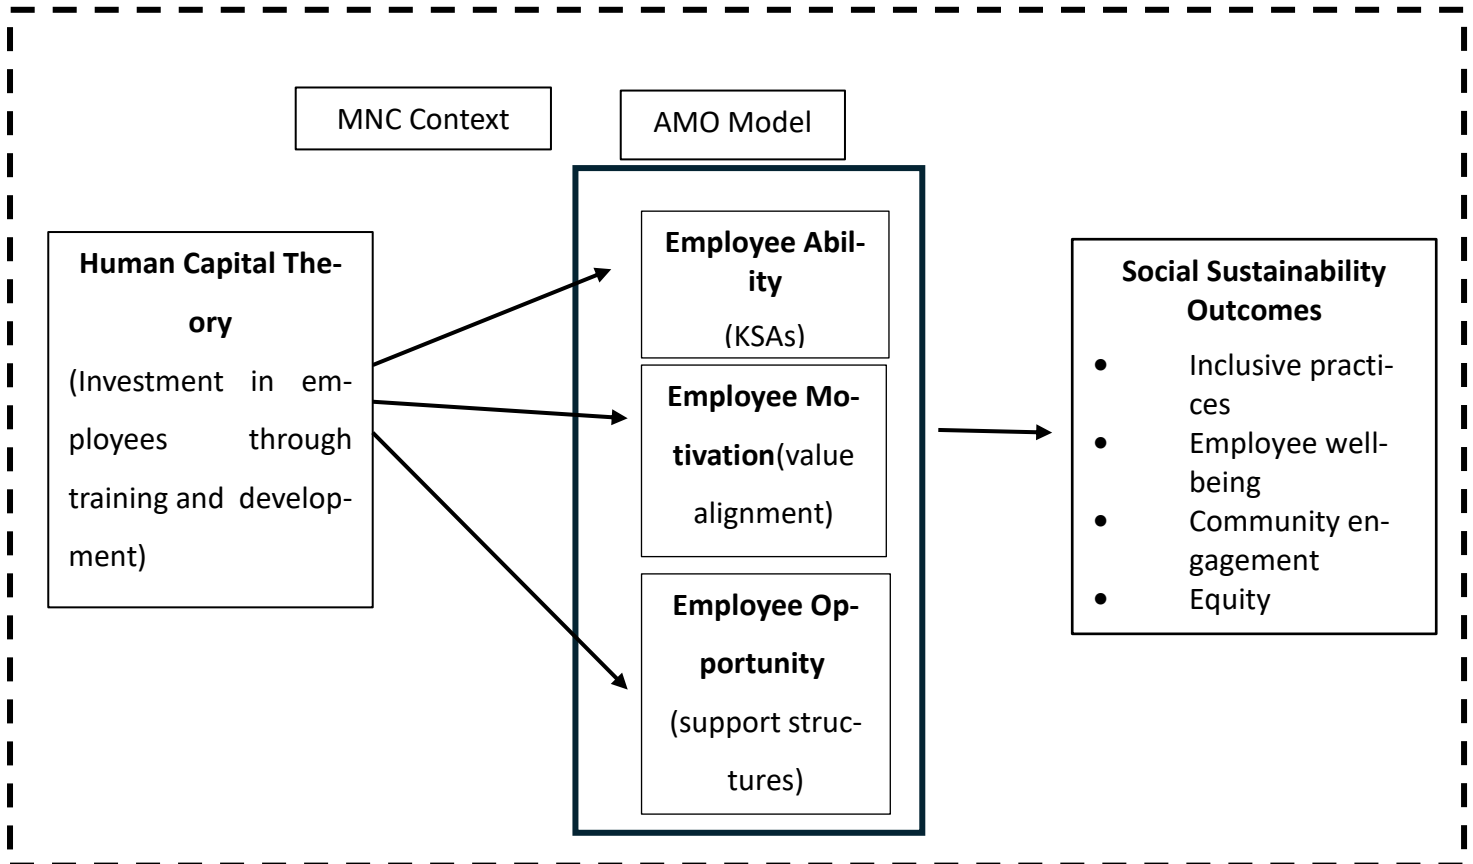 MNC Context
AMO Model
Human Capital The-
ory
(Investment in em-
ployees through
training and develop-
ment)
Employee Abil-
ity
(KSAs)
Employee Mo-
tivation(value
alignment)
Employee Op-
portunity
(support struc-
tures)
Social Sustainability
Outcomes
• Inclusive practi-
ces
• Employee well-
being
• Community en-
gagement
• Equity